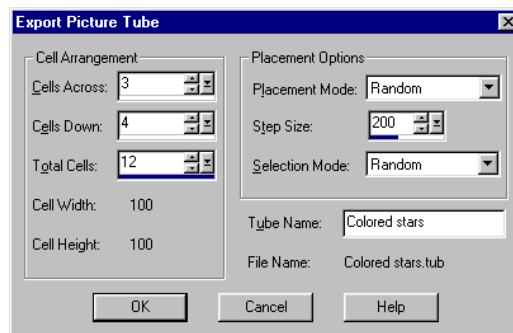 Export Picture Tube
Cell Arrangement
Cells Across: 3
Cells Down: 4
Total Cells: 12
Cell Width: 100
Cell Height: 100
Placement Options
Placement Mode: Random
Step Size: 200
Selection Mode: Random
Tube Name: Colored stars
File Name: Colored stars.tub
OK Cancel Help